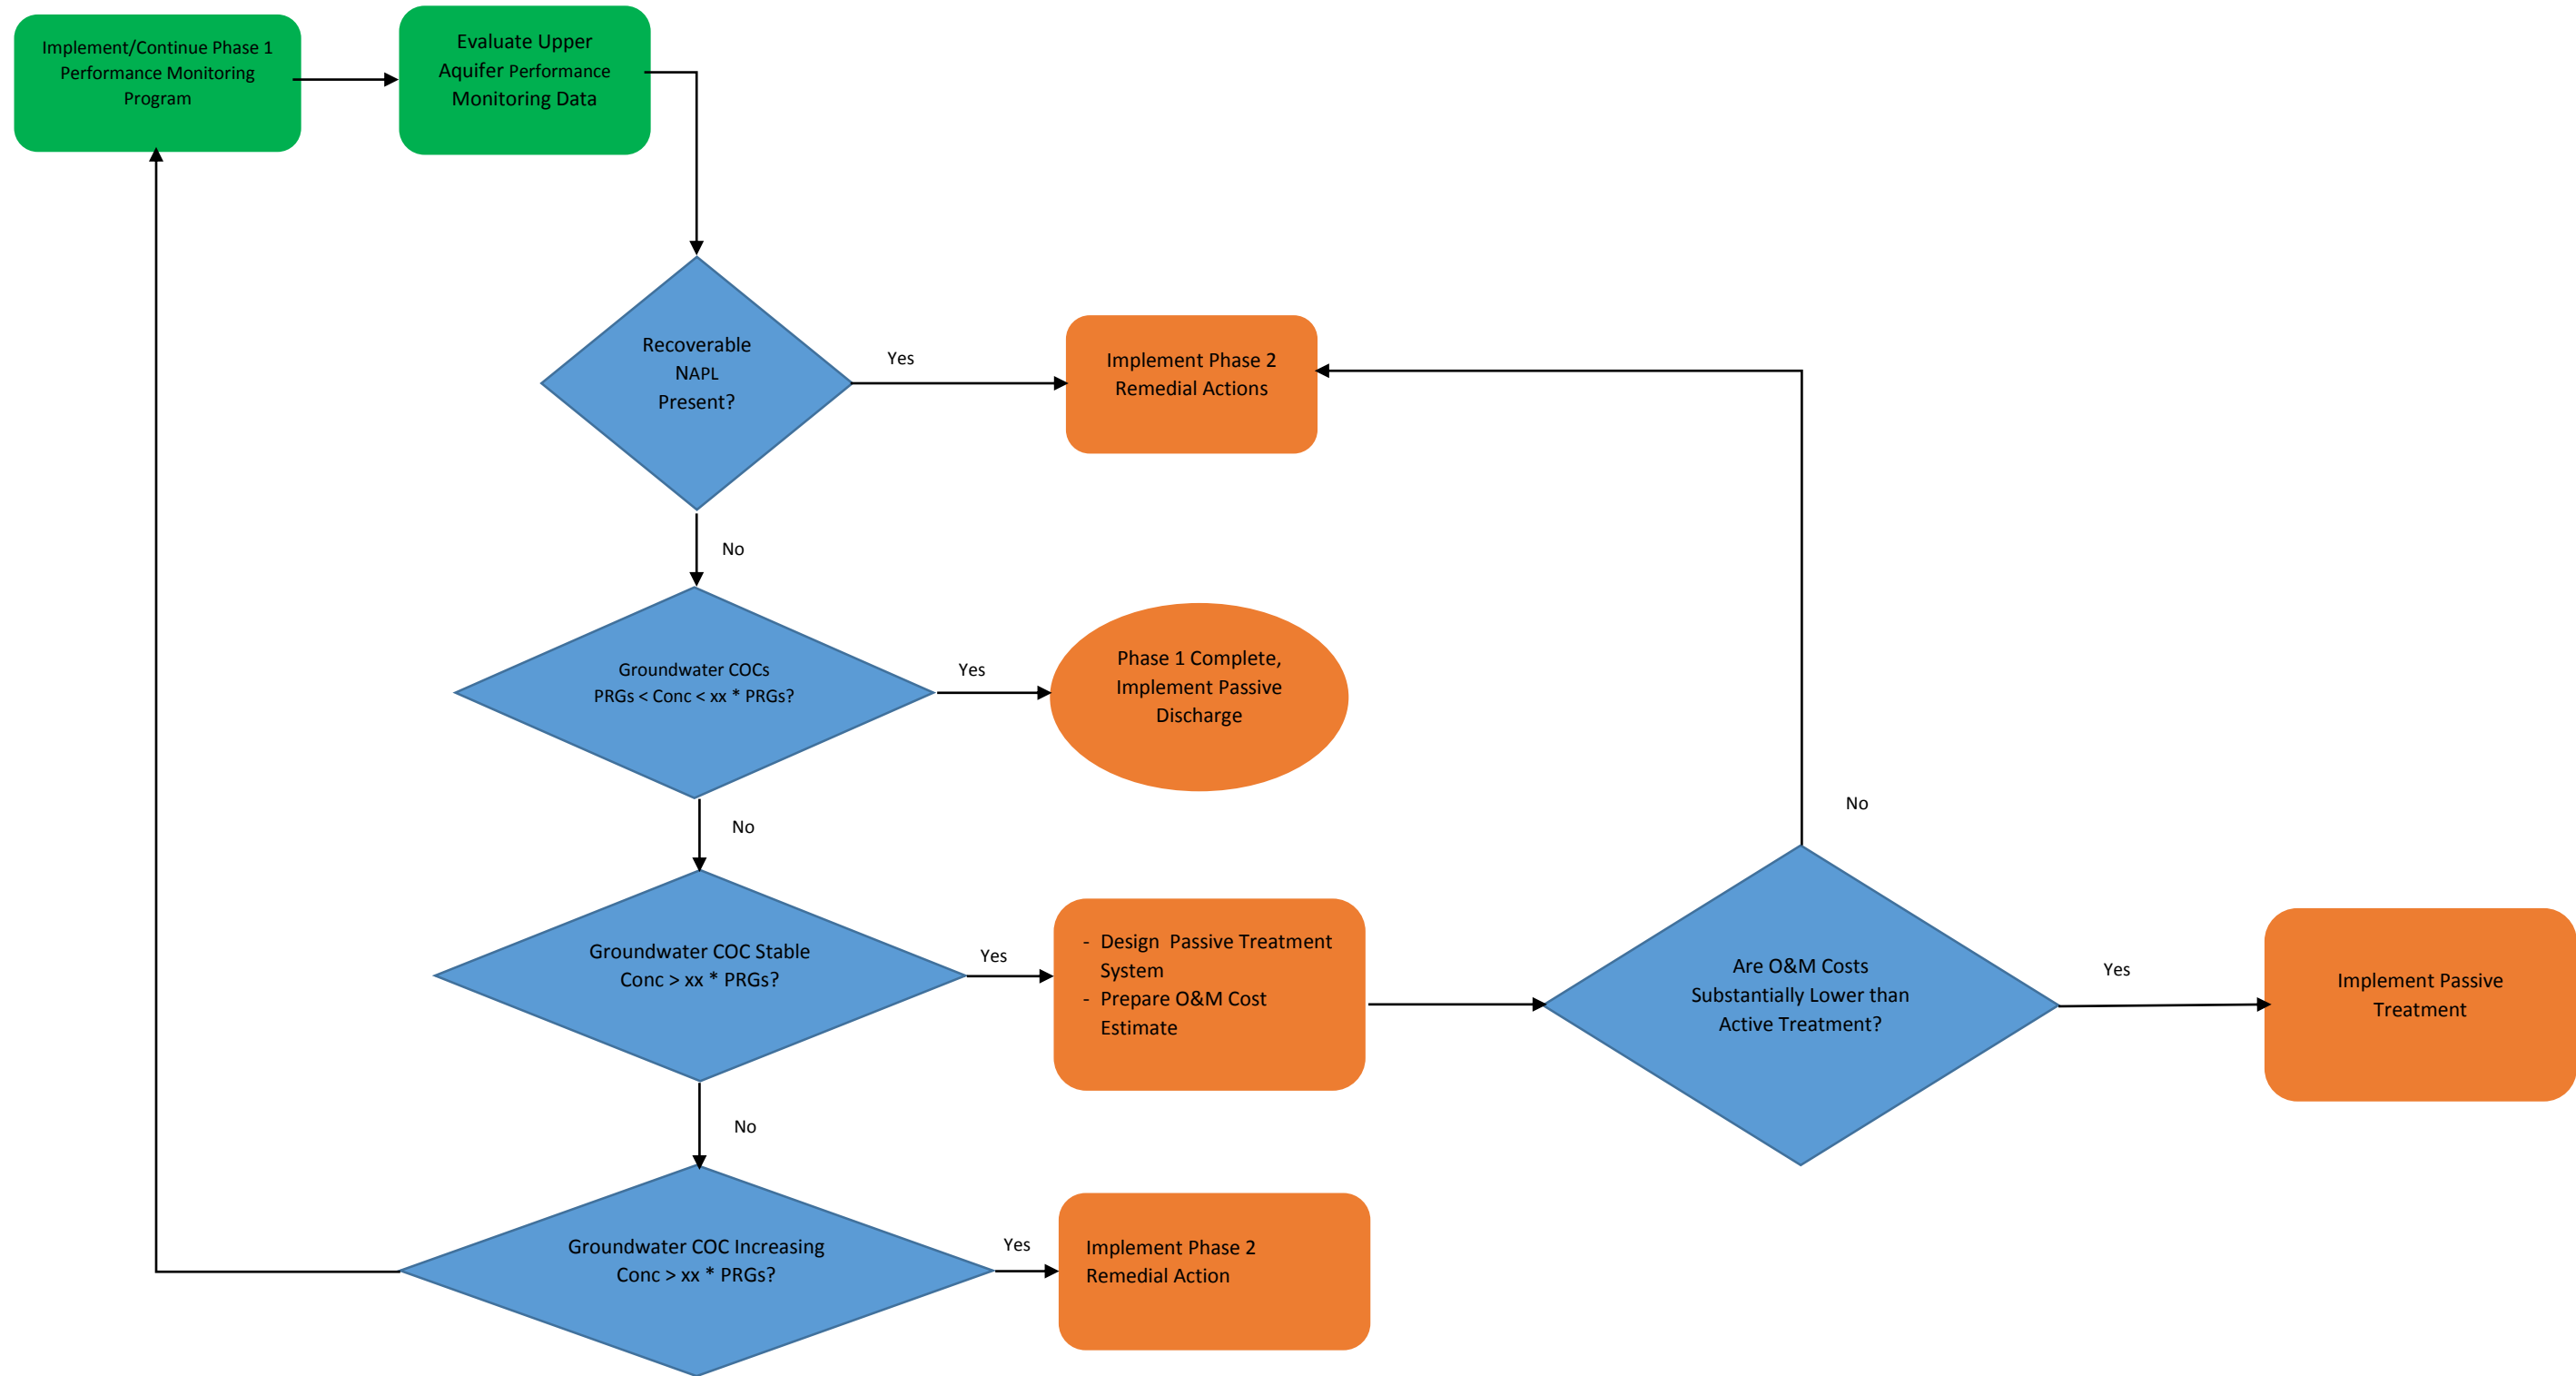 Implement/Continue Phase 1
Performance Monitoring
Program
Evaluate Upper
Aquifer Performance
Monitoring Data
Recoverable
NAPL
Present?
Yes
Implement Phase 2
Remedial Actions
No
Groundwater COCs
PRGs < Conc < xx * PRGs?
Yes
Phase 1 Complete,
Implement Passive
Discharge
No
No
Groundwater COC Stable
Conc > xx * PRGs?
Yes
- Design  Passive Treatment
System
- Prepare O&M Cost
Estimate
Are O&M Costs
Substantially Lower than
Active Treatment?
Yes
Implement Passive
Treatment
No
Groundwater COC Increasing
Conc > xx * PRGs?
Yes
Implement Phase 2
Remedial Action